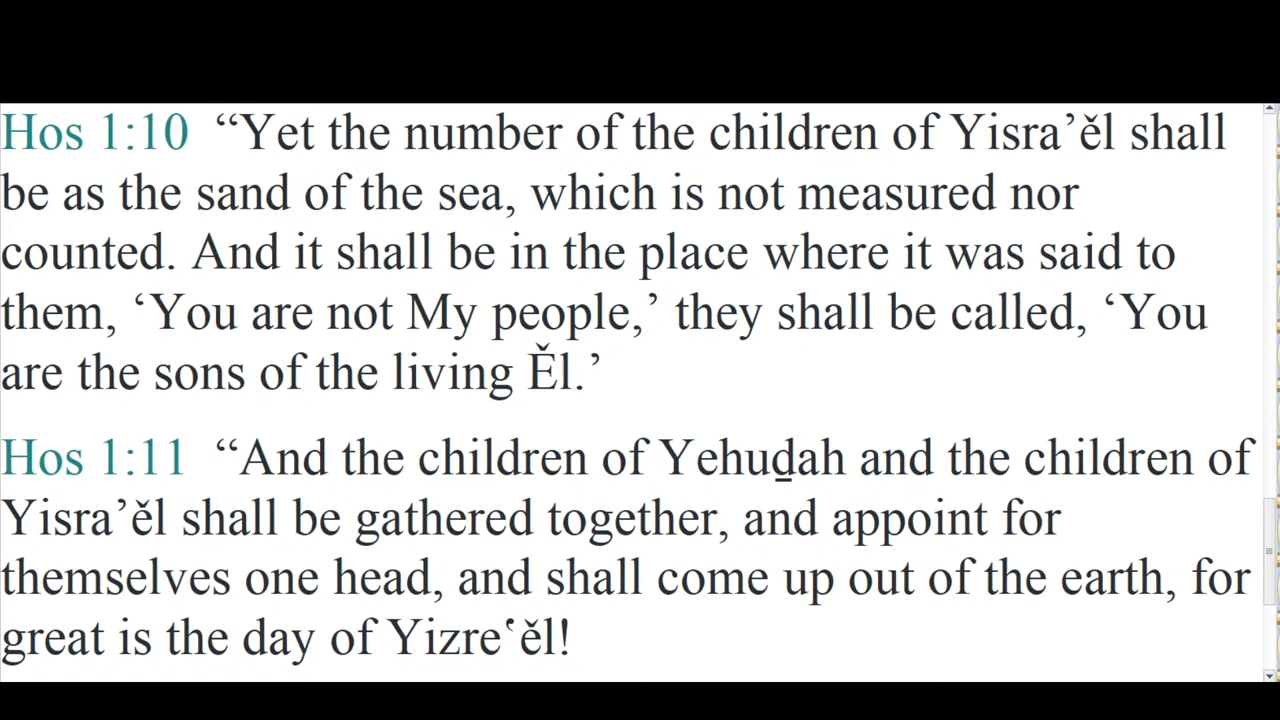 Hos 1:10 “Yet the number of the children of Yisra’ěl shall
be as the sand of the sea, which is not measured nor
counted. And it shall be in the place where it was said to
them, ‘You are not My people,’ they shall be called, ‘You
are the sons of the living Ěl.’
Hos 1:11 “And the children of Yehuḏah and the children of
Yisra’ěl shall be gathered together, and appoint for
themselves one head, and shall come up out of the earth, for
great is the day of Yizre‛ěl!